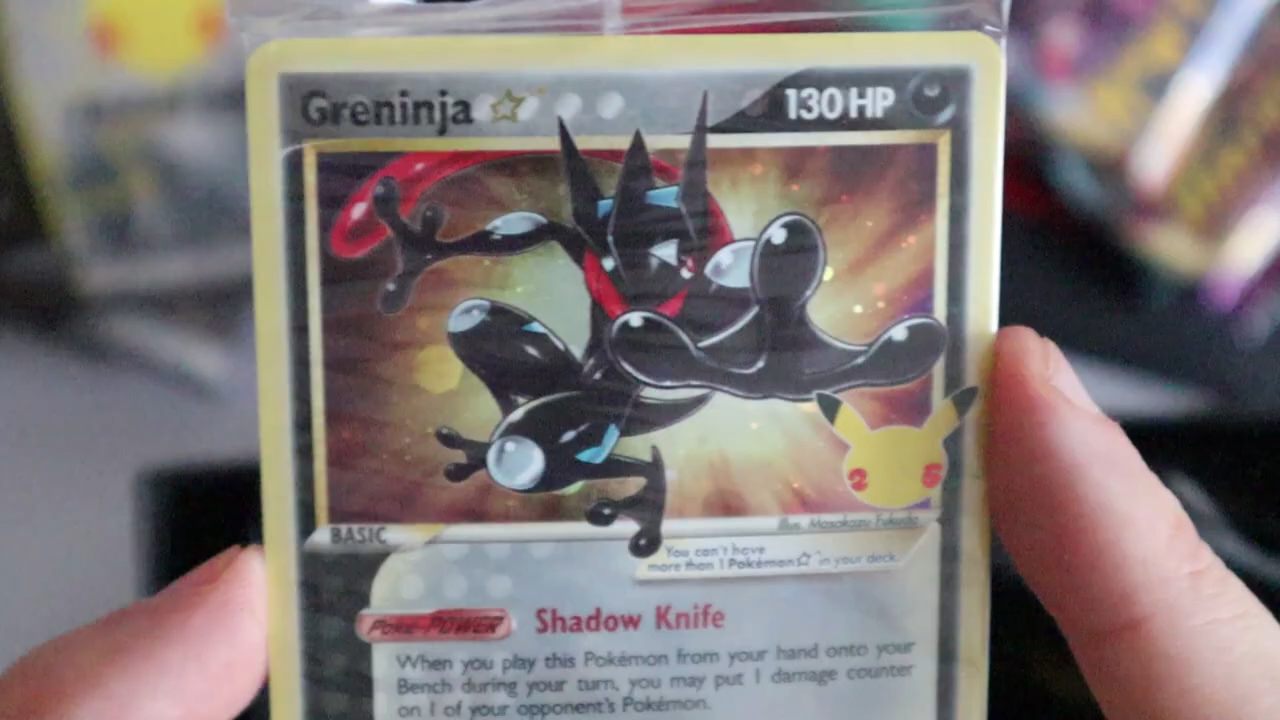 Greninja ☆ 130 HP
25
Illus. Masakazu Fukuda
BASIC
You can't have
more than 1 Pokémon☆ in your deck.
Poké-POWER Shadow Knife
When you play this Pokémon from your hand onto your
Bench during your turn, you may put 1 damage counter
on 1 of your opponent's Pokémon.